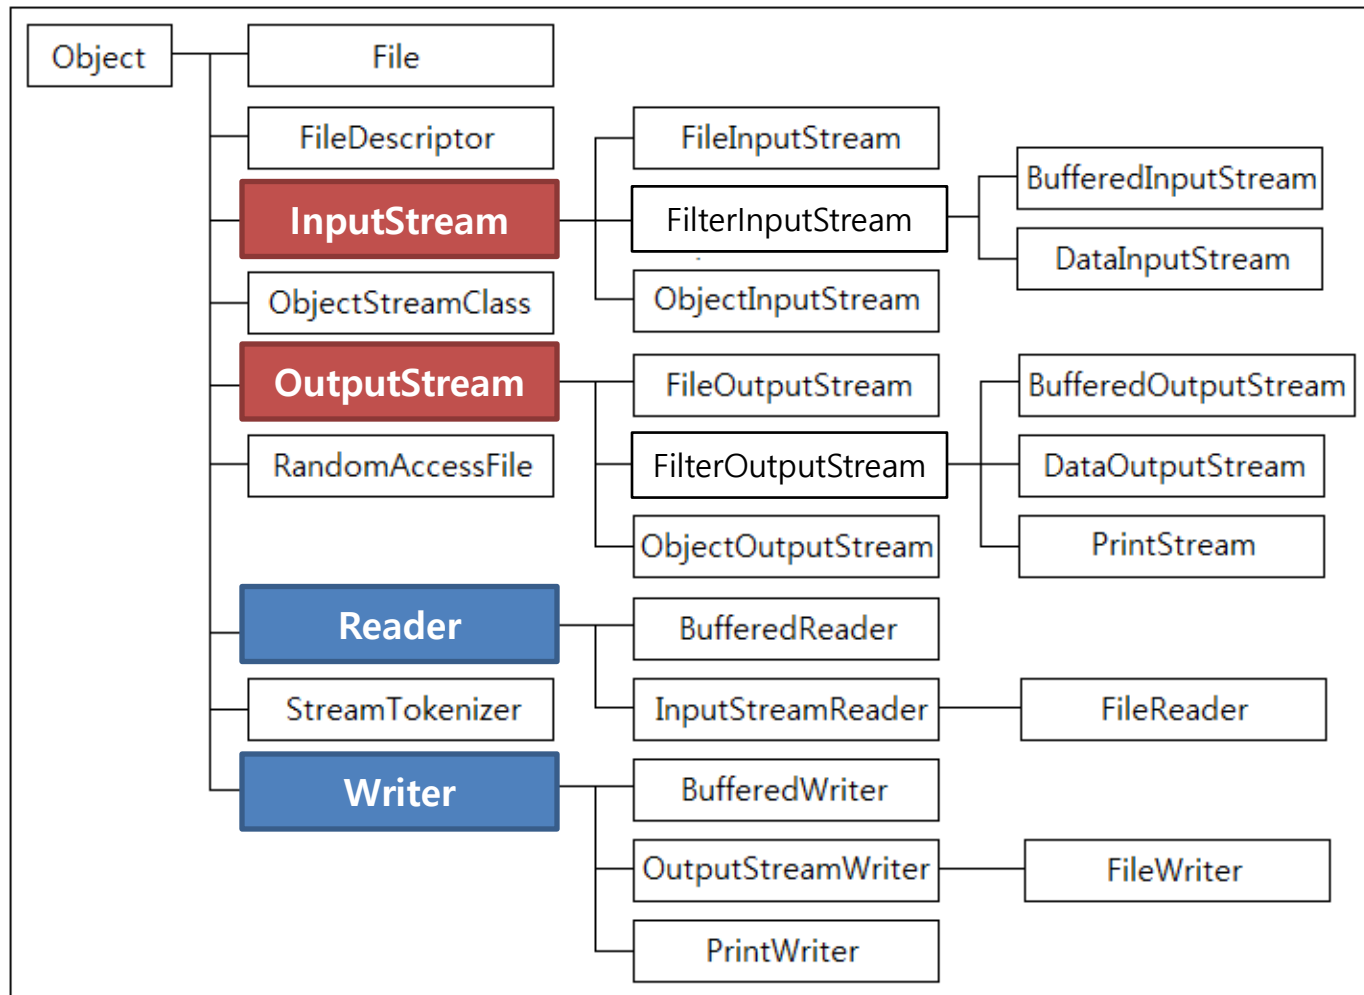 Object
File
FileDescriptor
FileInputStream
BufferedInputStream
InputStream
FilterInputStream
DataInputStream
ObjectStreamClass
ObjectInputStream
OutputStream
FileOutputStream
BufferedOutputStream
RandomAccessFile
FilterOutputStream
DataOutputStream
ObjectOutputStream
PrintStream
Reader
BufferedReader
StreamTokenizer
InputStreamReader
FileReader
Writer
BufferedWriter
OutputStreamWriter
FileWriter
PrintWriter